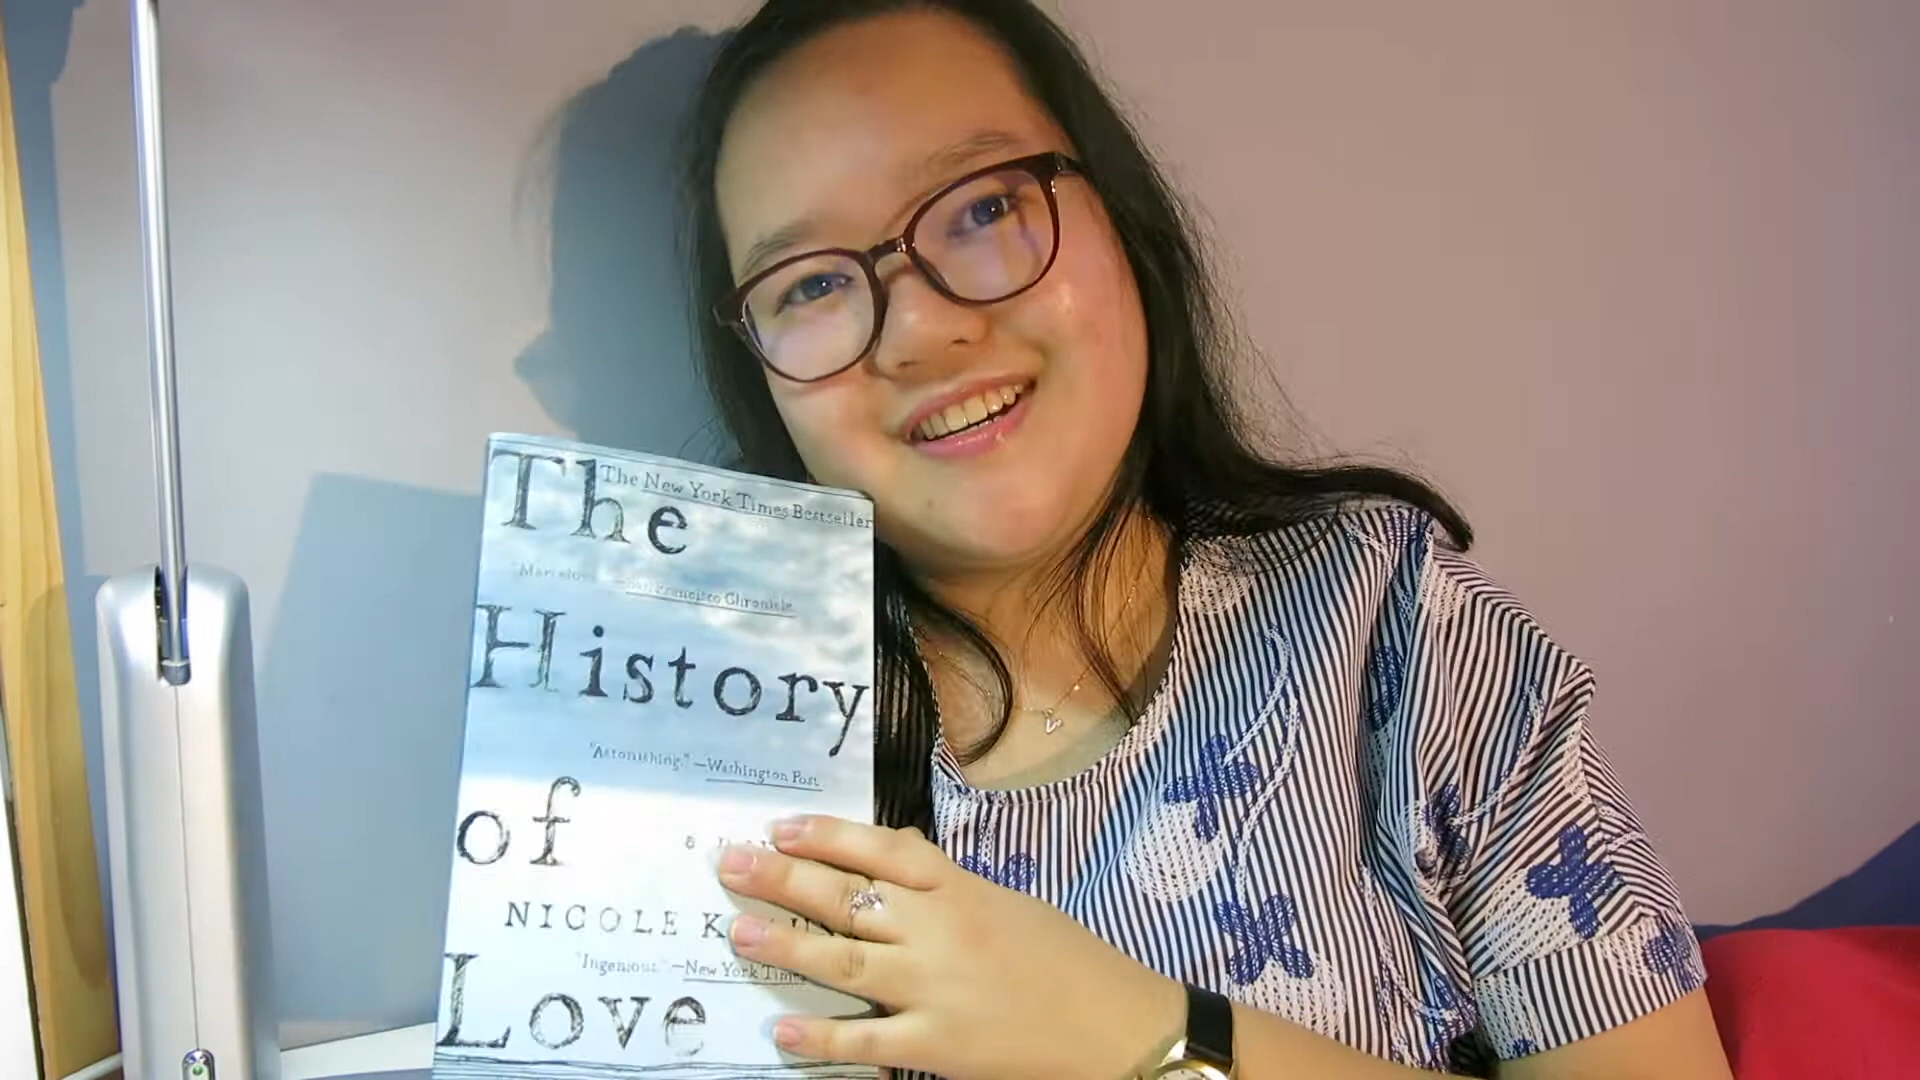 The
The New York Times Bestseller
"Marvelous." —San Francisco Chronicle
History
"Astonishing." —Washington Post
of
NICOLE K
"Ingenious." —New York Times
Love